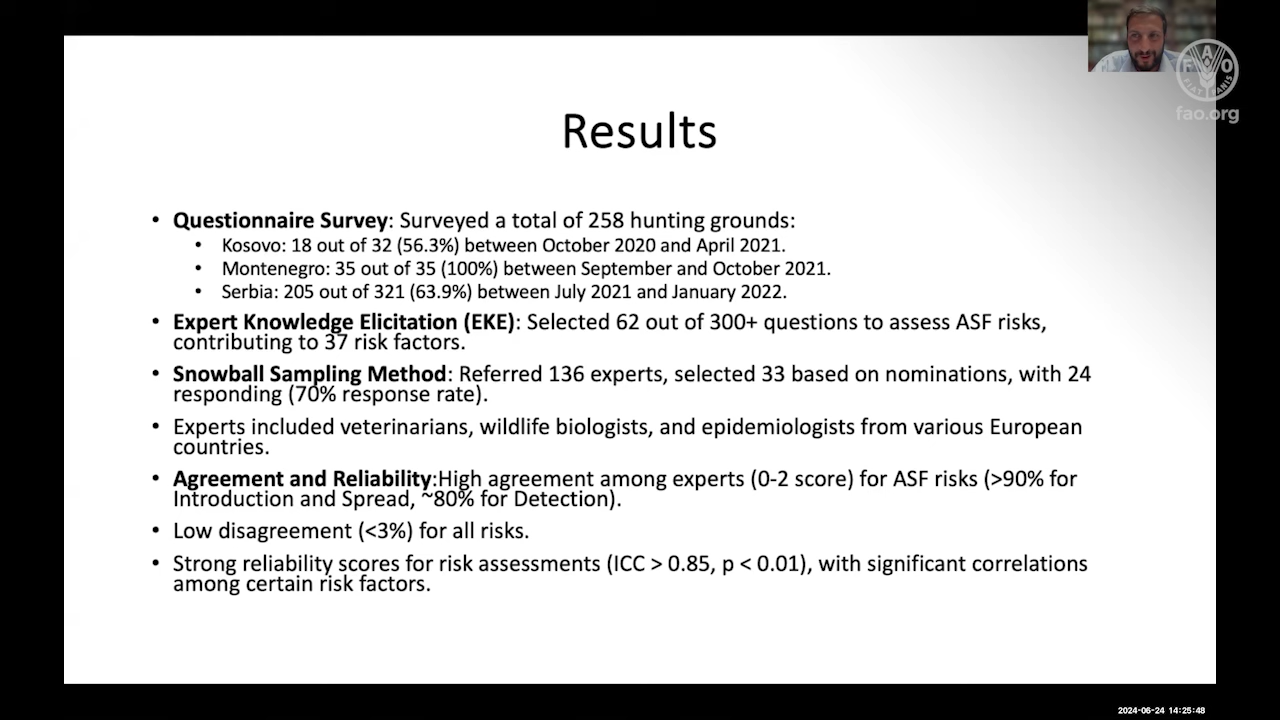 Results
• Questionnaire Survey: Surveyed a total of 258 hunting grounds:
• Kosovo: 18 out of 32 (56.3%) between October 2020 and April 2021.
• Montenegro: 35 out of 35 (100%) between September and October 2021.
• Serbia: 205 out of 321 (63.9%) between July 2021 and January 2022.
• Expert Knowledge Elicitation (EKE): Selected 62 out of 300+ questions to assess ASF risks,
contributing to 37 risk factors.
• Snowball Sampling Method: Referred 136 experts, selected 33 based on nominations, with 24
responding (70% response rate).
• Experts included veterinarians, wildlife biologists, and epidemiologists from various European
countries.
• Agreement and Reliability:High agreement among experts (0-2 score) for ASF risks (>90% for
Introduction and Spread, ~80% for Detection).
• Low disagreement (<3%) for all risks.
• Strong reliability scores for risk assessments (ICC > 0.85, p < 0.01), with significant correlations
among certain risk factors.
F A O
FIAT PANIS
fao.org
2024-06-24 14:25:48